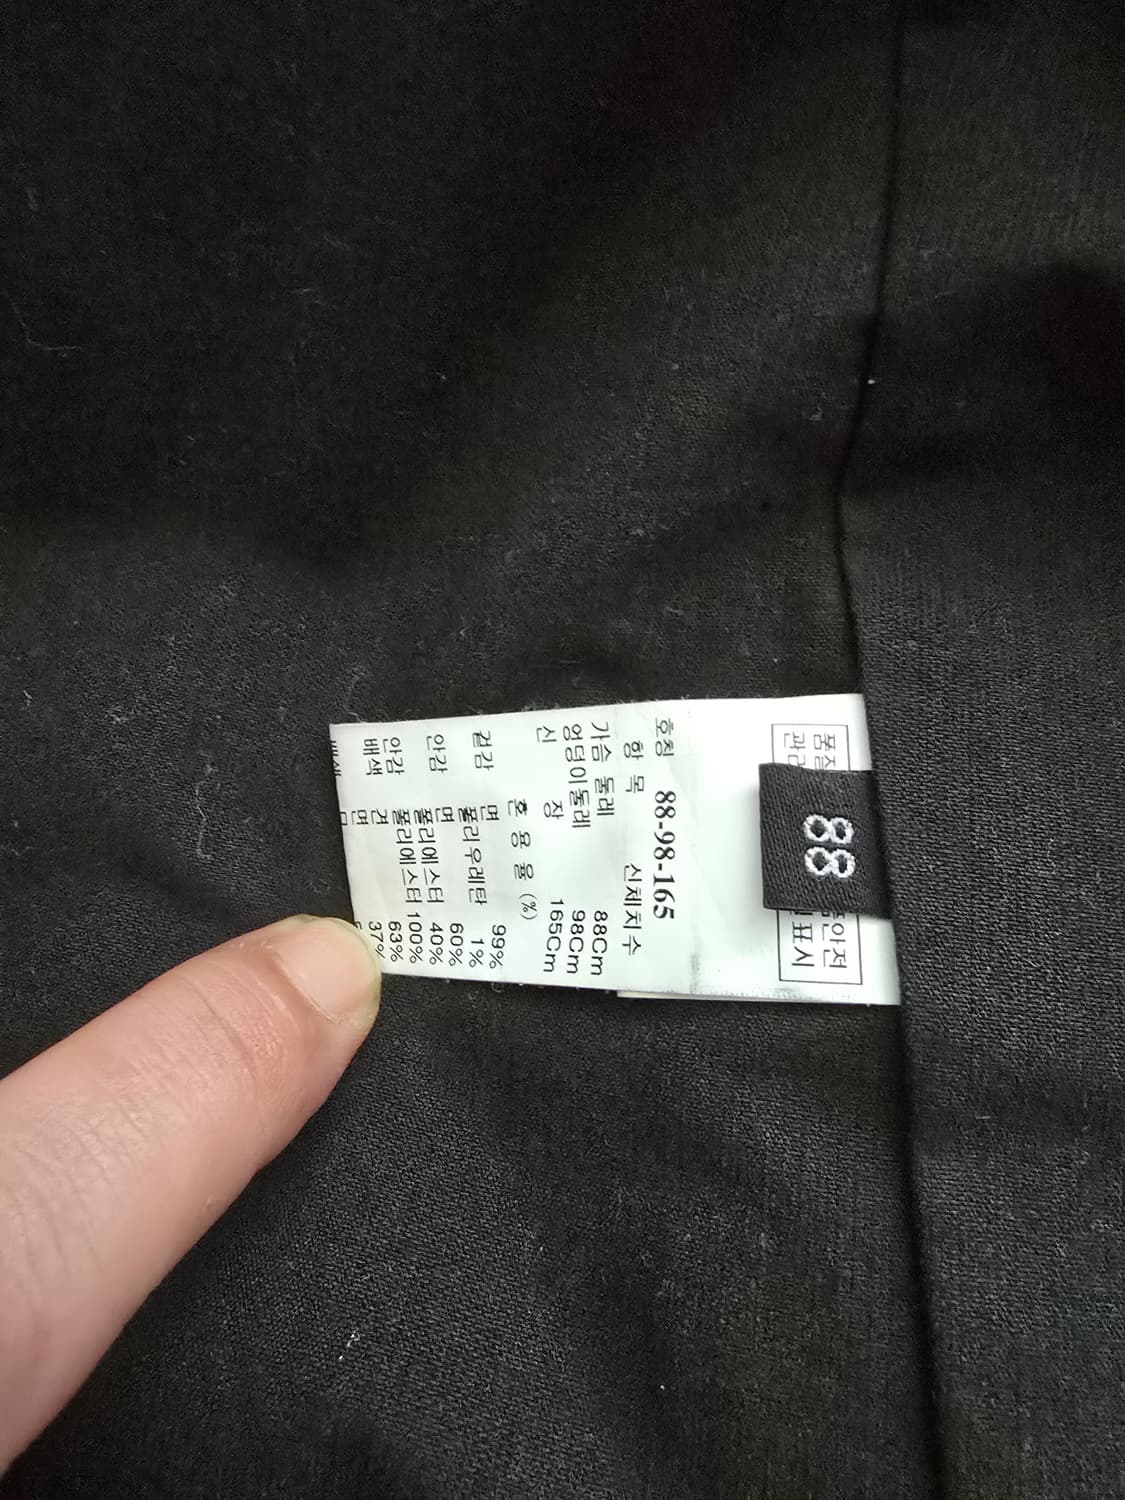 88
호칭 88-98-165
항 목 신체치수
가슴 둘레 88Cm
엉덩이둘레 98Cm
신 장 165Cm
혼 용 율 (%)
겉감 면 99%
폴리우레탄 1%
안감 면 60%
폴리에스터 40%
안감 폴리에스터 100%
배색 견 63%
면 37%